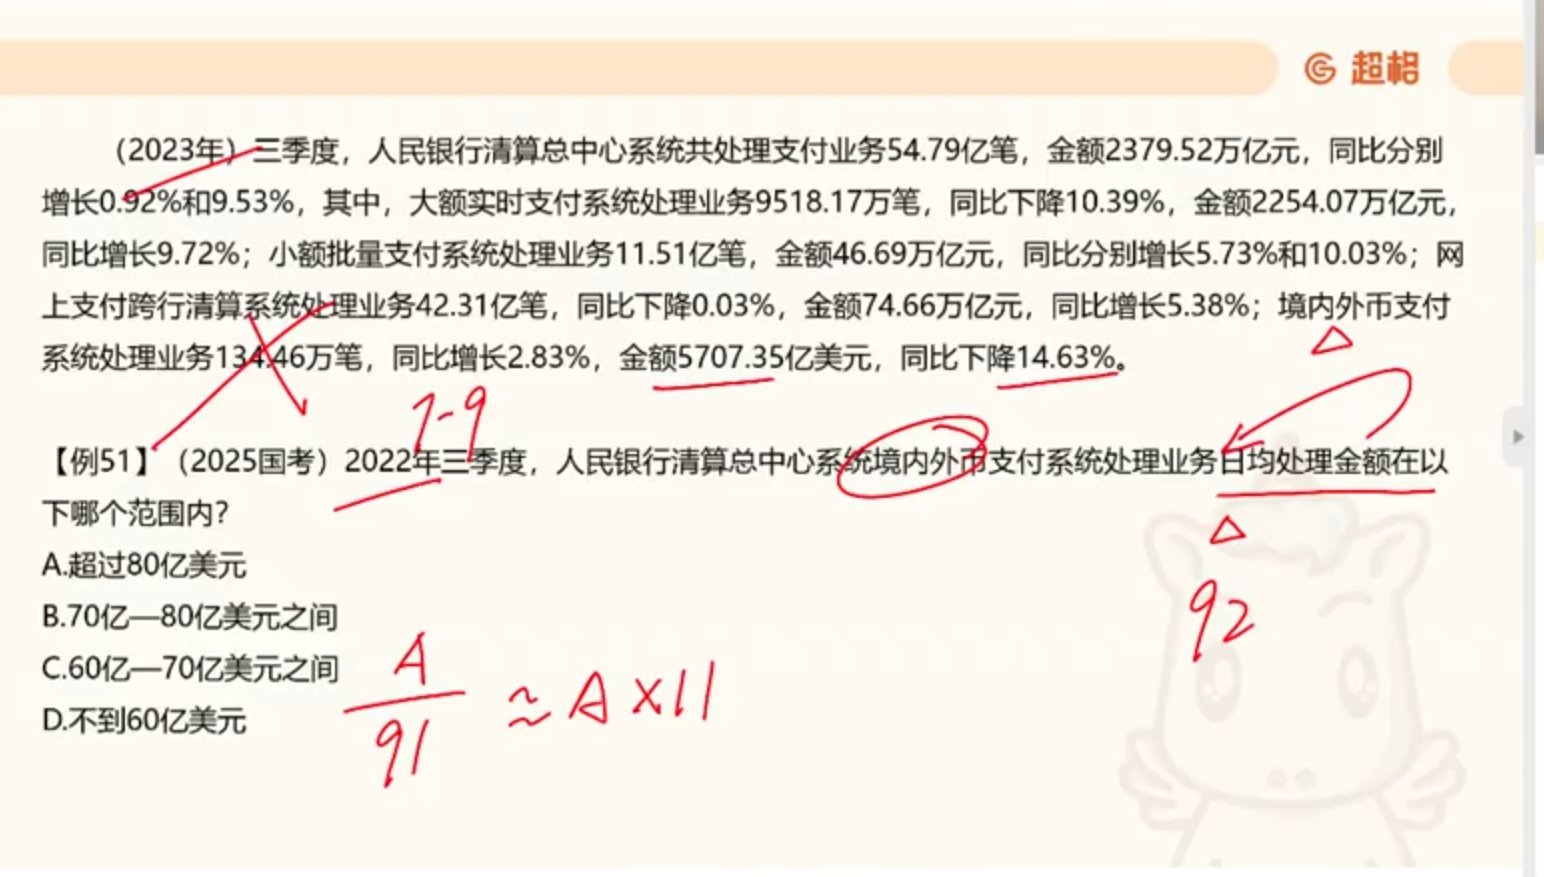 超格
（2023年）三季度，人民银行清算总中心系统共处理支付业务54.79亿笔，金额2379.52万亿元，同比分别
增长0.92%和9.53%，其中，大额实时支付系统处理业务9518.17万笔，同比下降10.39%，金额2254.07万亿元，
同比增长9.72%；小额批量支付系统处理业务11.51亿笔，金额46.69万亿元，同比分别增长5.73%和10.03%；网
上支付跨行清算系统处理业务42.31亿笔，同比下降0.03%，金额74.66万亿元，同比增长5.38%；境内外币支付
系统处理业务134.46万笔，同比增长2.83%，金额5707.35亿美元，同比下降14.63%。
7-9
【例51】（2025国考）2022年三季度，人民银行清算总中心系统境内外币支付系统处理业务日均处理金额在以
下哪个范围内？
92
A.超过80亿美元
B.70亿—80亿美元之间
C.60亿—70亿美元之间
D.不到60亿美元
A
91
≈A×11